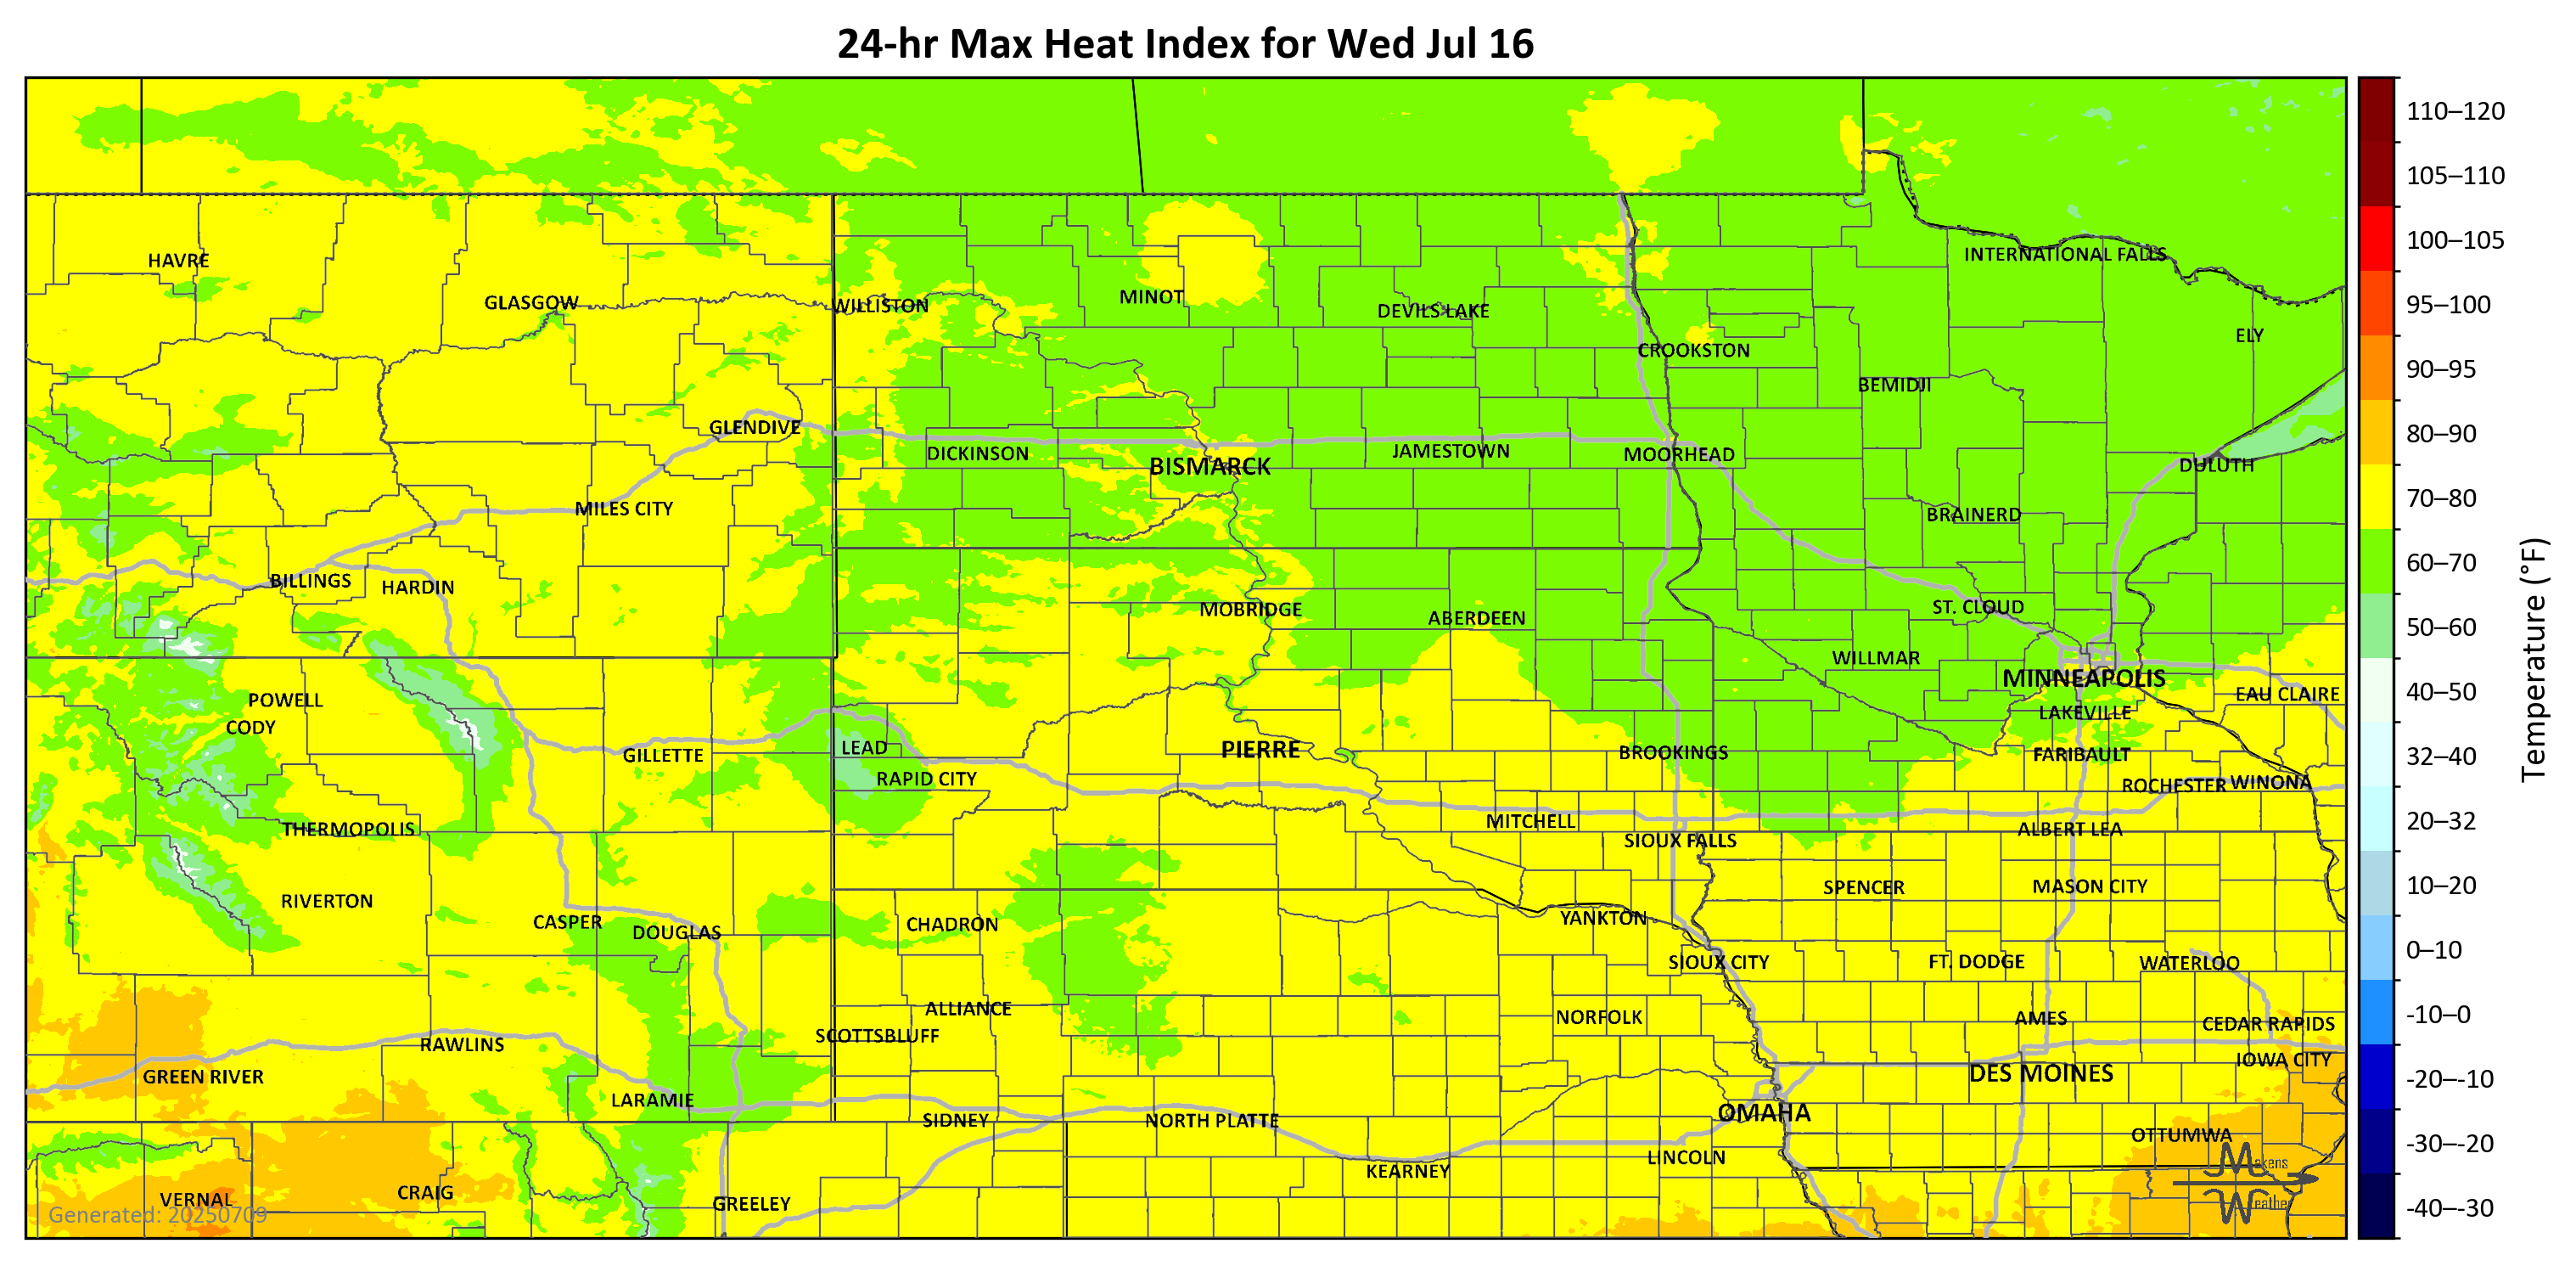 24-hr Max Heat Index for Wed Jul 16
110–120
105–110
100–105
95–100
90–95
80–90
70–80
60–70
50–60
40–50
32–40
20–32
10–20
0–10
-10–0
-20–-10
-30–-20
-40–-30
Temperature (°F)
HAVRE
INTERNATIONAL FALLS
GLASGOW
WILLISTON
MINOT
DEVILS LAKE
ELY
CROOKSTON
BEMIDJI
GLENDIVE
DICKINSON
BISMARCK
JAMESTOWN
MOORHEAD
DULUTH
MILES CITY
BRAINERD
BILLINGS
HARDIN
MOBRIDGE
ABERDEEN
ST. CLOUD
WILLMAR
MINNEAPOLIS
EAU CLAIRE
POWELL
CODY
LAKEVILLE
GILLETTE
LEAD
PIERRE
BROOKINGS
FARIBAULT
RAPID CITY
ROCHESTER
WINONA
THERMOPOLIS
MITCHELL
SIOUX FALLS
ALBERT LEA
RIVERTON
SPENCER
MASON CITY
CASPER
DOUGLAS
CHADRON
YANKTON
SIOUX CITY
FT. DODGE
WATERLOO
ALLIANCE
NORFOLK
AMES
CEDAR RAPIDS
RAWLINS
SCOTTSBLUFF
IOWA CITY
GREEN RIVER
DES MOINES
LARAMIE
SIDNEY
NORTH PLATTE
OMAHA
OTTUMWA
LINCOLN
KEARNEY
VERNAL
CRAIG
GREELEY
Generated: 20250709
Makens
Weather